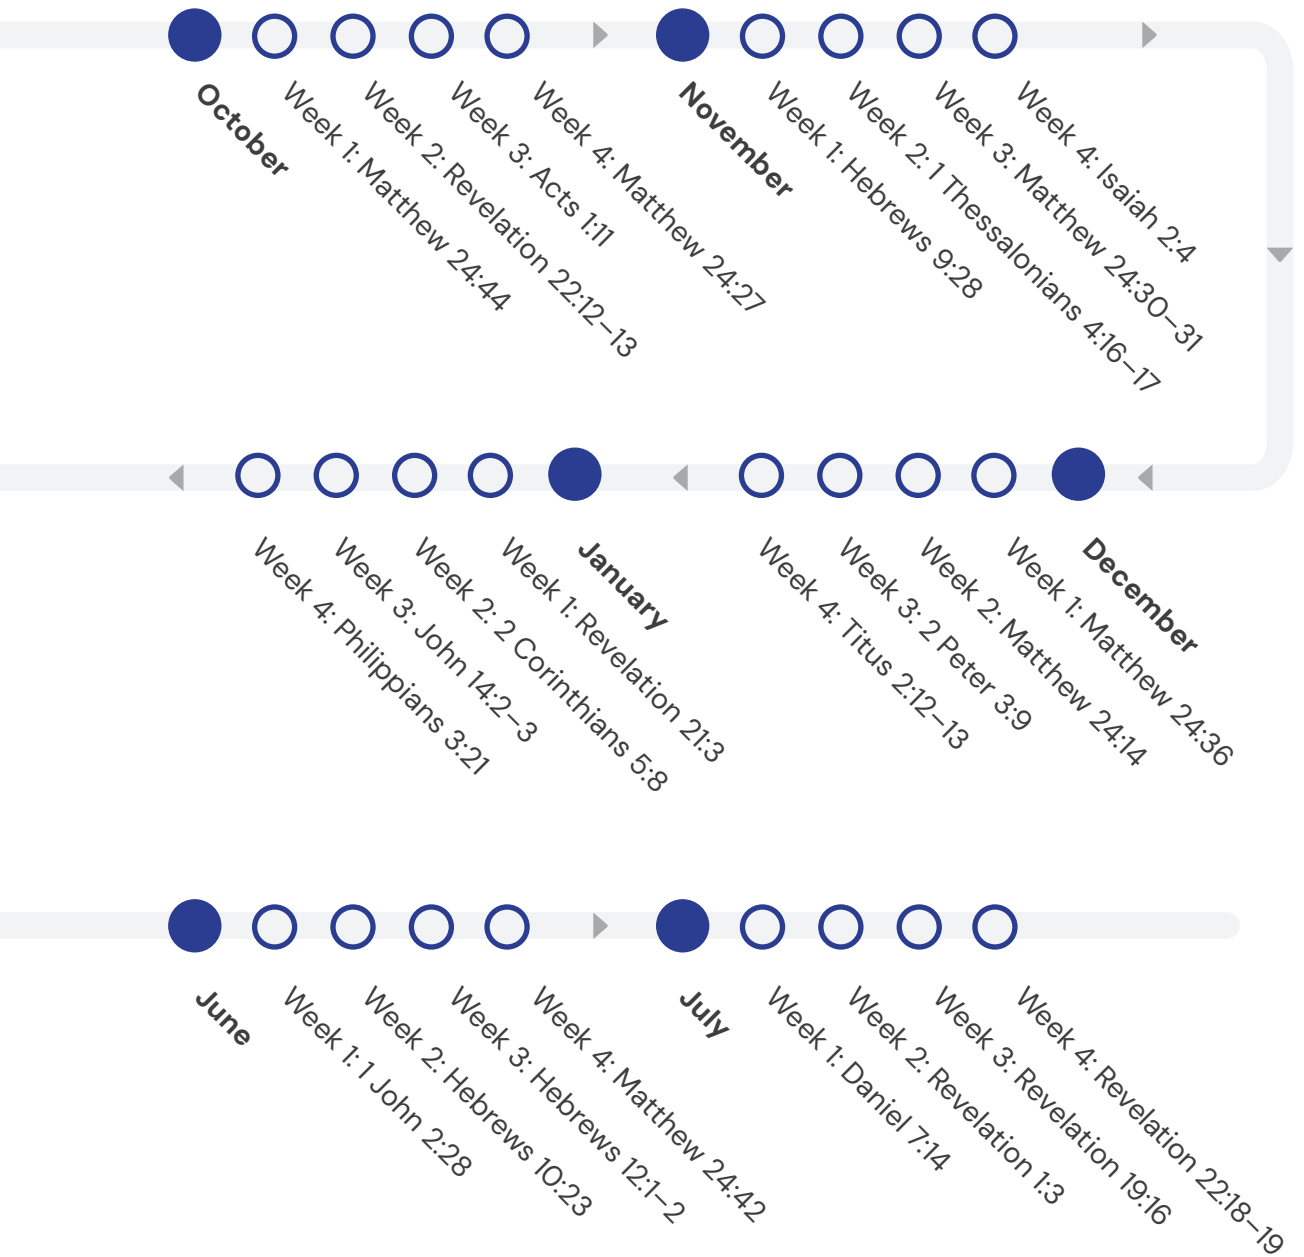 October
Week 1: Matthew 24:44
Week 2: Revelation 22:12–13
Week 3: Acts 1:11
Week 4: Matthew 24:27
November
Week 1: Hebrews 9:28
Week 2: 1 Thessalonians 4:16–17
Week 3: Matthew 24:30–31
Week 4: Isaiah 2:4
December
Week 1: Matthew 24:36
Week 2: Matthew 24:14
Week 3: 2 Peter 3:9
Week 4: Titus 2:12–13
January
Week 1: Revelation 21:3
Week 2: 2 Corinthians 5:8
Week 3: John 14:2–3
Week 4: Philippians 3:21
June
Week 1: 1 John 2:28
Week 2: Hebrews 10:23
Week 3: Hebrews 12:1–2
Week 4: Matthew 24:42
July
Week 1: Daniel 7:14
Week 2: Revelation 1:3
Week 3: Revelation 19:16
Week 4: Revelation 22:18–19